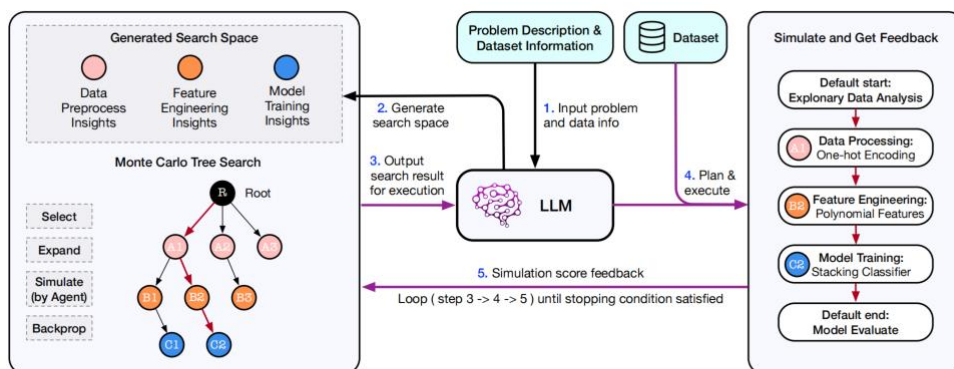 Generated Search Space
Data
Preprocess
Insights
Feature
Engineering
Insights
Model
Training
Insights
Monte Carlo Tree Search
Select
Expand
Simulate
(by Agent)
Backprop
R
Root
A1
A2
A3
B1
B2
B3
C1
C2
Problem Description &
Dataset Information
Dataset
1. Input problem
and data info
2. Generate
search space
3. Output
search result
for execution
LLM
4. Plan &
execute
5. Simulation score feedback
Loop ( step 3 -> 4 -> 5 ) until stopping condition satisfied
Simulate and Get Feedback
Default start:
Explonary Data Analysis
A1
Data Processing:
One-hot Encoding
B2
Feature Engineering:
Polynomial Features
C2
Model Training:
Stacking Classifier
Default end:
Model Evaluate